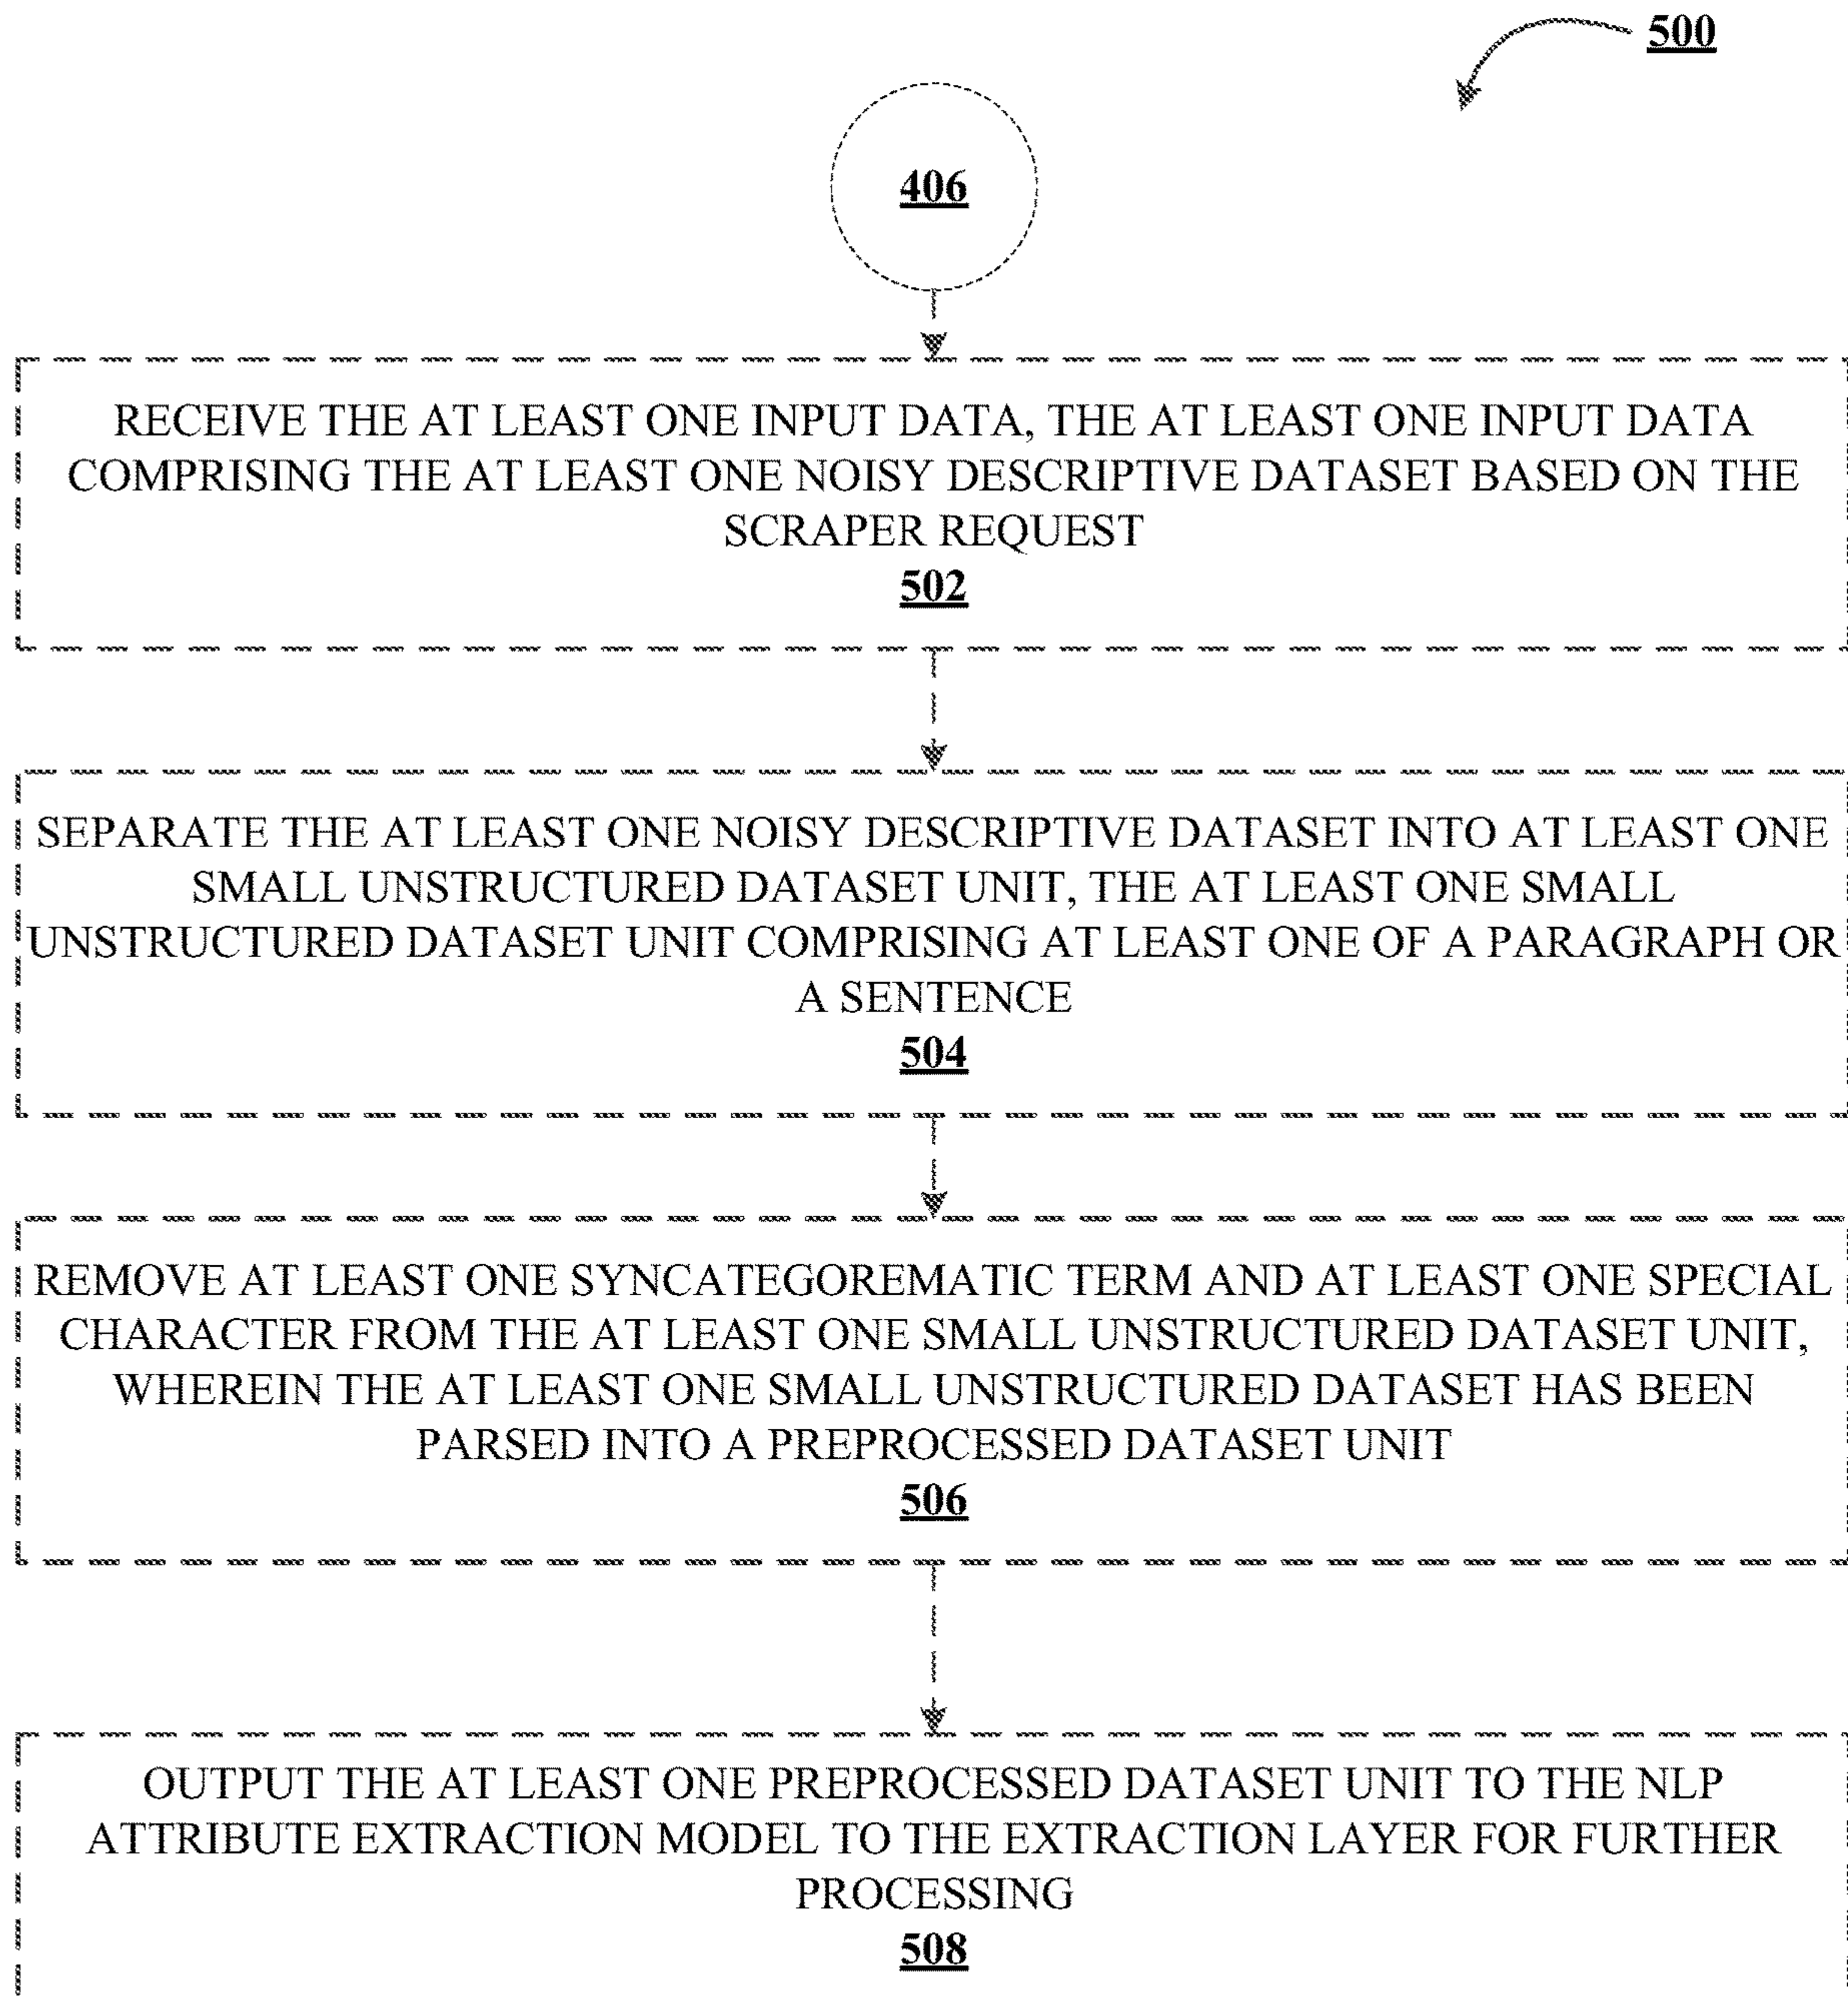 500
406
RECEIVE THE AT LEAST ONE INPUT DATA, THE AT LEAST ONE INPUT DATA
COMPRISING THE AT LEAST ONE NOISY DESCRIPTIVE DATASET BASED ON THE
SCRAPER REQUEST
502
SEPARATE THE AT LEAST ONE NOISY DESCRIPTIVE DATASET INTO AT LEAST ONE
SMALL UNSTRUCTURED DATASET UNIT, THE AT LEAST ONE SMALL
UNSTRUCTURED DATASET UNIT COMPRISING AT LEAST ONE OF A PARAGRAPH OR
A SENTENCE
504
REMOVE AT LEAST ONE SYNCATEGOREMATIC TERM AND AT LEAST ONE SPECIAL
CHARACTER FROM THE AT LEAST ONE SMALL UNSTRUCTURED DATASET UNIT,
WHEREIN THE AT LEAST ONE SMALL UNSTRUCTURED DATASET HAS BEEN
PARSED INTO A PREPROCESSED DATASET UNIT
506
OUTPUT THE AT LEAST ONE PREPROCESSED DATASET UNIT TO THE NLP
ATTRIBUTE EXTRACTION MODEL TO THE EXTRACTION LAYER FOR FURTHER
PROCESSING
508